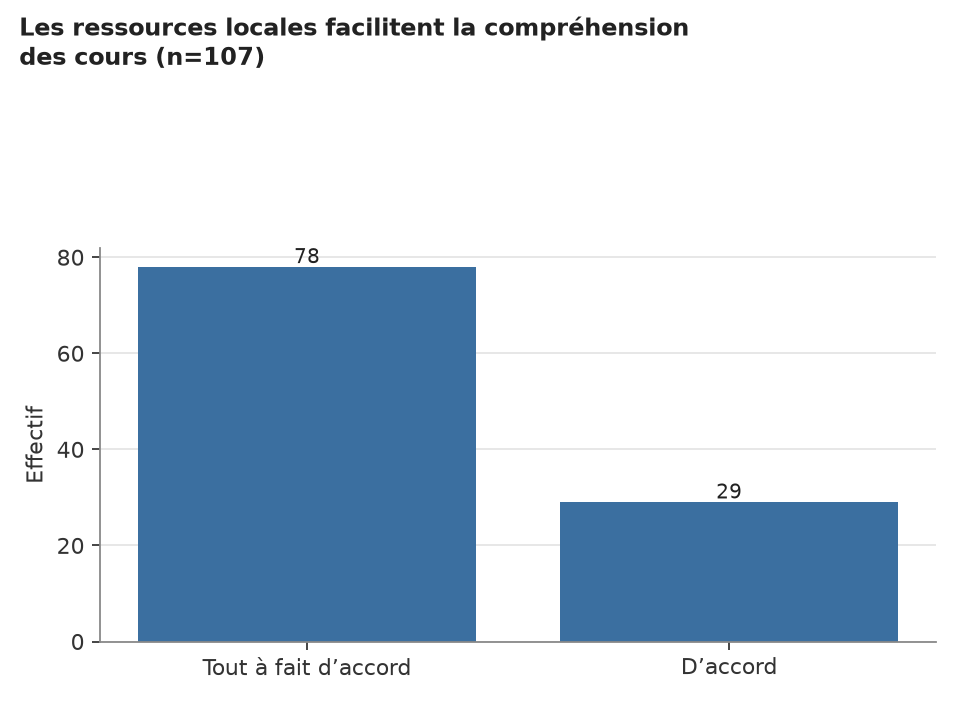 Les ressources locales facilitent la compréhension
des cours (n=107)
Effectif
80
60
40
20
0
78
29
Tout à fait d’accord
D’accord